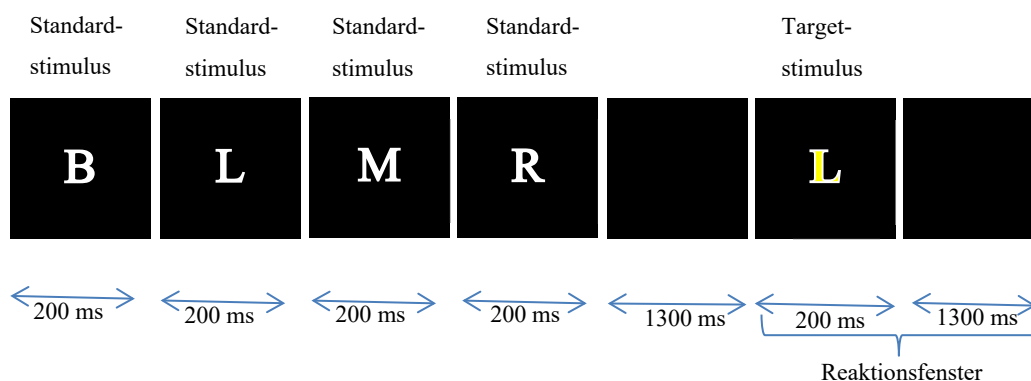 Standard-
stimulus
Standard-
stimulus
Standard-
stimulus
Standard-
stimulus
Target-
stimulus
B
L
M
R
L
200 ms
200 ms
200 ms
200 ms
1300 ms
200 ms
1300 ms
Reaktionsfenster